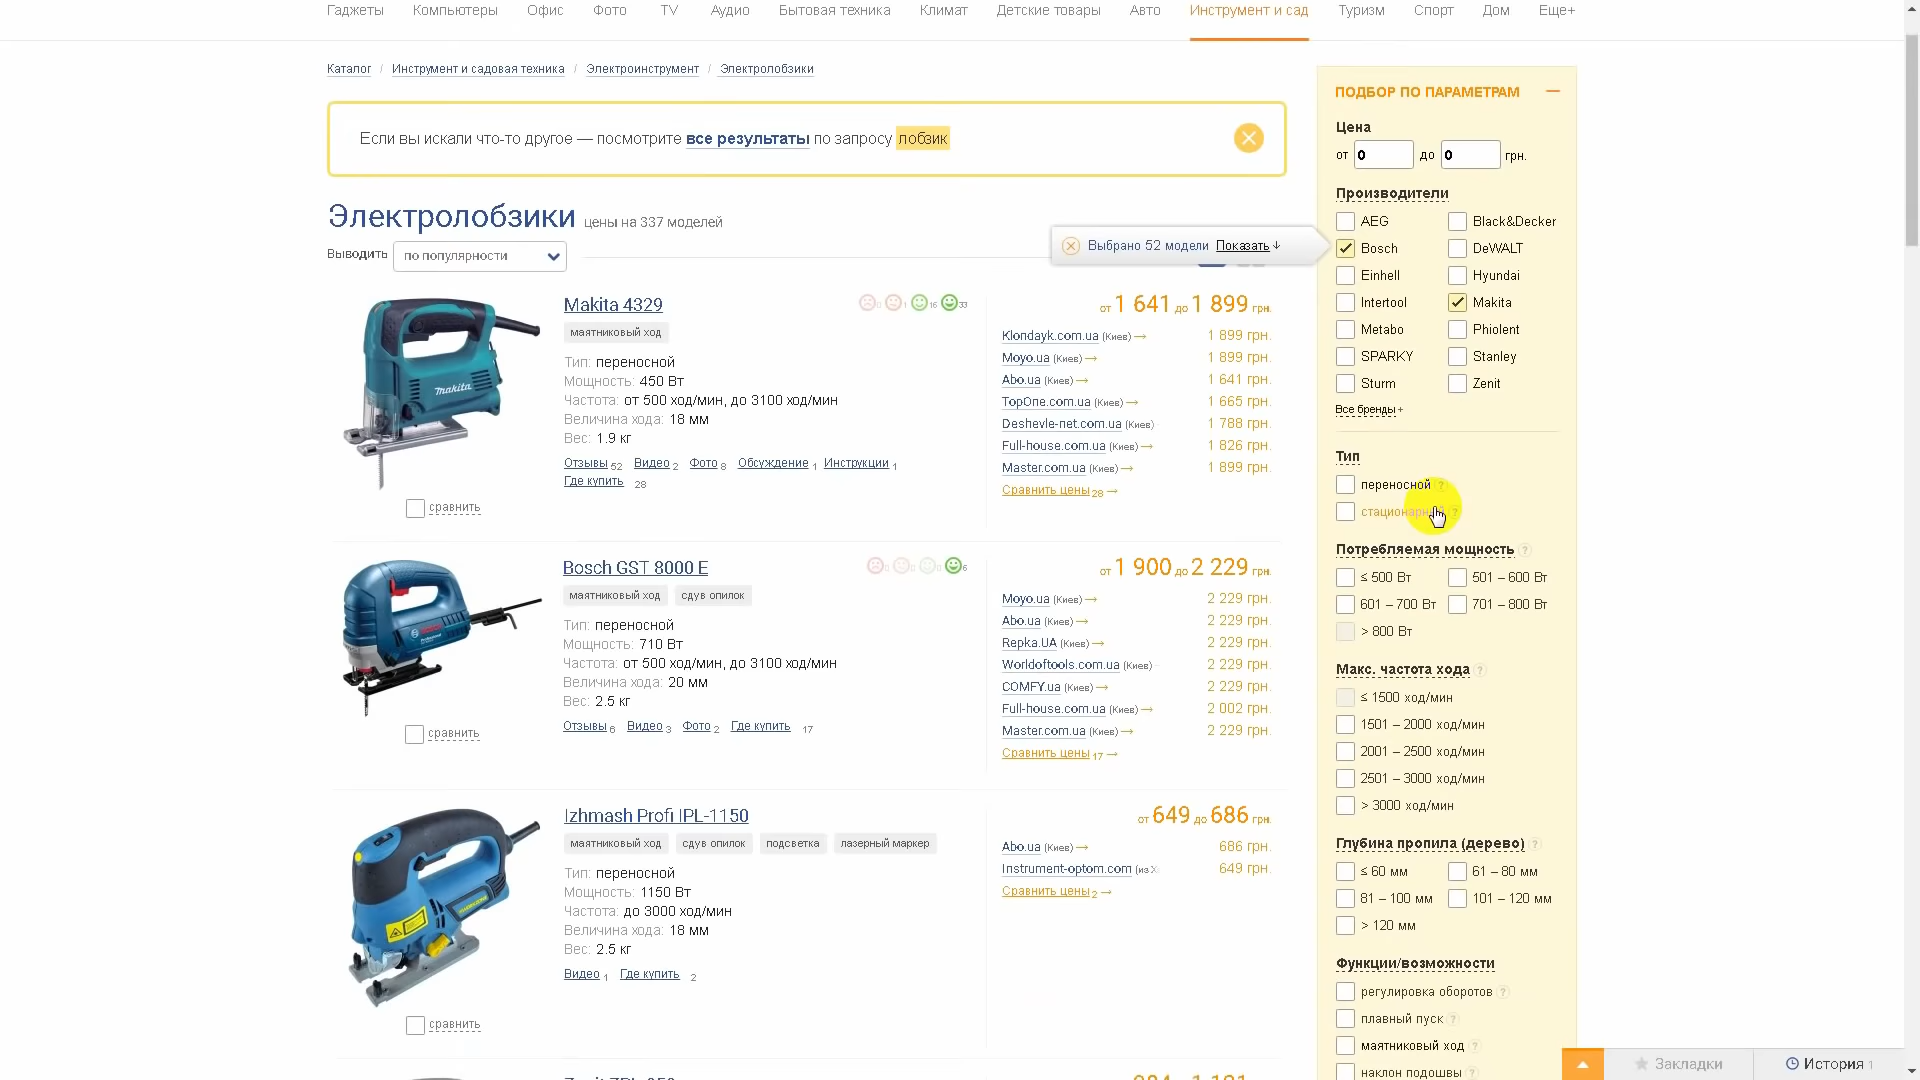 Гаджеты Компьютеры Офис Фото TV Аудио Бытовая техника Климат Детские товары Авто Инструмент и сад Туризм Спорт Дом Еще+
Каталог / Инструмент и садовая техника / Электроинструмент / Электролобзики
Если вы искали что-то другое — посмотрите все результаты по запросу лобзик
Электролобзики цены на 337 моделей
Выводить по популярности
Выбрано 52 модели Показать ↓
Makita 4329
маятниковый ход
Тип: переносной
Мощность: 450 Вт
Частота: от 500 ход/мин, до 3100 ход/мин
Величина хода: 18 мм
Вес: 1.9 кг
Отзывы 52 Видео 2 Фото 8 Обсуждение 1 Инструкции 1
Где купить 28
сравнить
1 16 33
от 1 641 до 1 899 грн.
Klondayk.com.ua (Киев) → 1 899 грн.
Moyo.ua (Киев) → 1 899 грн.
Abo.ua (Киев) → 1 641 грн.
TopOne.com.ua (Киев) → 1 665 грн.
Deshevle-net.com.ua (Киев) 1 788 грн.
Full-house.com.ua (Киев) → 1 826 грн.
Master.com.ua (Киев) → 1 899 грн.
Сравнить цены 28 →
Bosch GST 8000 E
маятниковый ход сдув опилок
Тип: переносной
Мощность: 710 Вт
Частота: от 500 ход/мин, до 3100 ход/мин
Величина хода: 20 мм
Вес: 2.5 кг
Отзывы 6 Видео 3 Фото 2 Где купить 17
сравнить
6
от 1 900 до 2 229 грн.
Moyo.ua (Киев) → 2 229 грн.
Abo.ua (Киев) → 2 229 грн.
Repka.UA (Киев) → 2 229 грн.
Worldoftools.com.ua (Киев) 2 229 грн.
COMFY.ua (Киев) → 2 229 грн.
Full-house.com.ua (Киев) → 2 002 грн.
Master.com.ua (Киев) → 2 229 грн.
Сравнить цены 17 →
Izhmash Profi IPL-1150
маятниковый ход сдув опилок подсветка лазерный маркер
Тип: переносной
Мощность: 1150 Вт
Частота: до 3000 ход/мин
Величина хода: 18 мм
Вес: 2.5 кг
Видео 1 Где купить 2
сравнить
от 649 до 686 грн.
Abo.ua (Киев) → 686 грн.
Instrument-optom.com (из Х 649 грн.
Сравнить цены 2 →
ПОДБОР ПО ПАРАМЕТРАМ
Цена
от 0 до 0 грн.
Производители
AEG Black&Decker
Bosch DeWALT
Einhell Hyundai
Intertool Makita
Metabo Phiolent
SPARKY Stanley
Sturm Zenit
Все бренды +
Тип
переносной ?
Потребляемая мощность ?
≤ 500 Вт 501 – 600 Вт
601 – 700 Вт 701 – 800 Вт
> 800 Вт
Макс. частота хода ?
≤ 1500 ход/мин
1501 – 2000 ход/мин
2001 – 2500 ход/мин
2501 – 3000 ход/мин
> 3000 ход/мин
Глубина пропила (дерево) ?
≤ 60 мм 61 – 80 мм
81 – 100 мм 101 – 120 мм
> 120 мм
Функции/возможности
регулировка оборотов ?
плавный пуск ?
маятниковый ход ?
наклон подошвы ?
Закладки История 1
makita